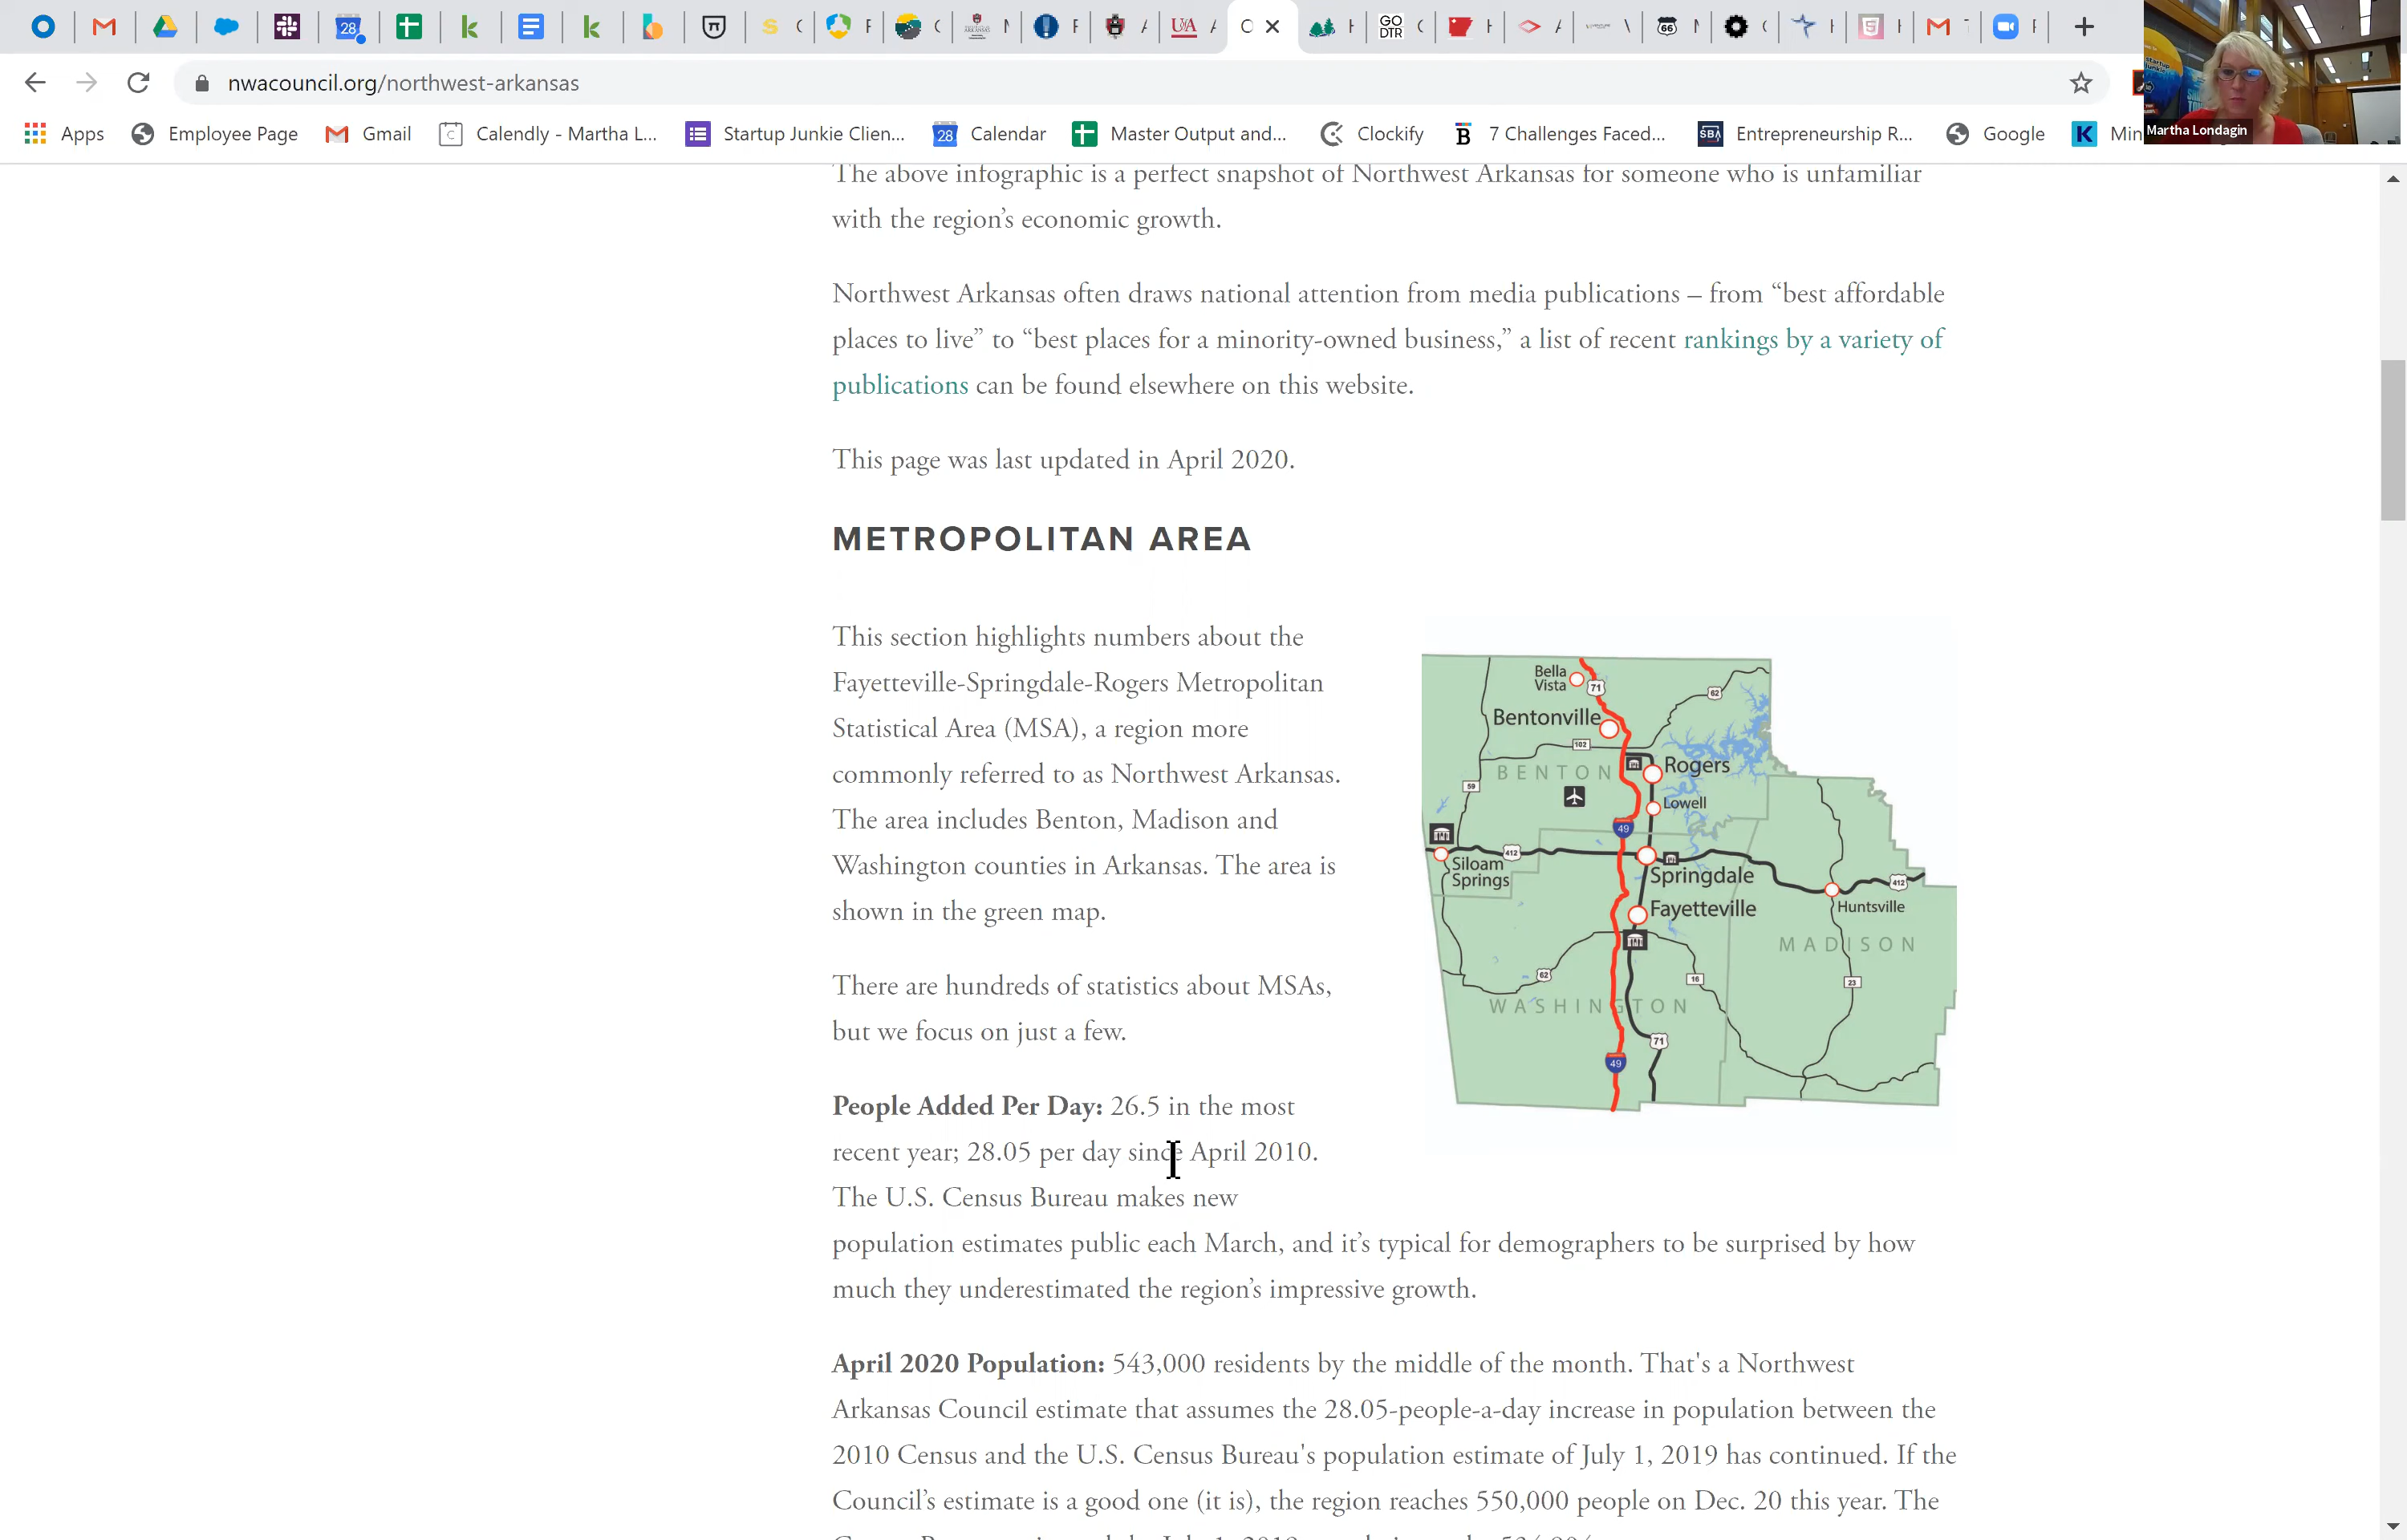 28
nwacouncil.org/northwest-arkansas
Apps
Employee Page
Gmail
Calendly - Martha L...
Startup Junkie Clien...
Calendar
Master Output and...
Clockify
7 Challenges Faced...
Entrepreneurship R...
Google
Martha Londagin
The above infographic is a perfect snapshot of Northwest Arkansas for someone who is unfamiliar
with the region's economic growth.
Northwest Arkansas often draws national attention from media publications – from “best affordable
places to live” to “best places for a minority-owned business,” a list of recent rankings by a variety of
publications can be found elsewhere on this website.
This page was last updated in April 2020.
METROPOLITAN AREA
This section highlights numbers about the
Fayetteville-Springdale-Rogers Metropolitan
Statistical Area (MSA), a region more
commonly referred to as Northwest Arkansas.
The area includes Benton, Madison and
Washington counties in Arkansas. The area is
shown in the green map.
There are hundreds of statistics about MSAs,
but we focus on just a few.
People Added Per Day: 26.5 in the most
recent year; 28.05 per day since April 2010.
The U.S. Census Bureau makes new
population estimates public each March, and it's typical for demographers to be surprised by how
much they underestimated the region's impressive growth.
April 2020 Population: 543,000 residents by the middle of the month. That's a Northwest
Arkansas Council estimate that assumes the 28.05-people-a-day increase in population between the
2010 Census and the U.S. Census Bureau's population estimate of July 1, 2019 has continued. If the
Council's estimate is a good one (it is), the region reaches 550,000 people on Dec. 20 this year. The
Bella
Vista
71
62
Bentonville
102
BENTON
Rogers
59
Lowell
49
412
Siloam
Springs
Springdale
412
Fayetteville
Huntsville
MADISON
62
16
23
WASHINGTON
71
49